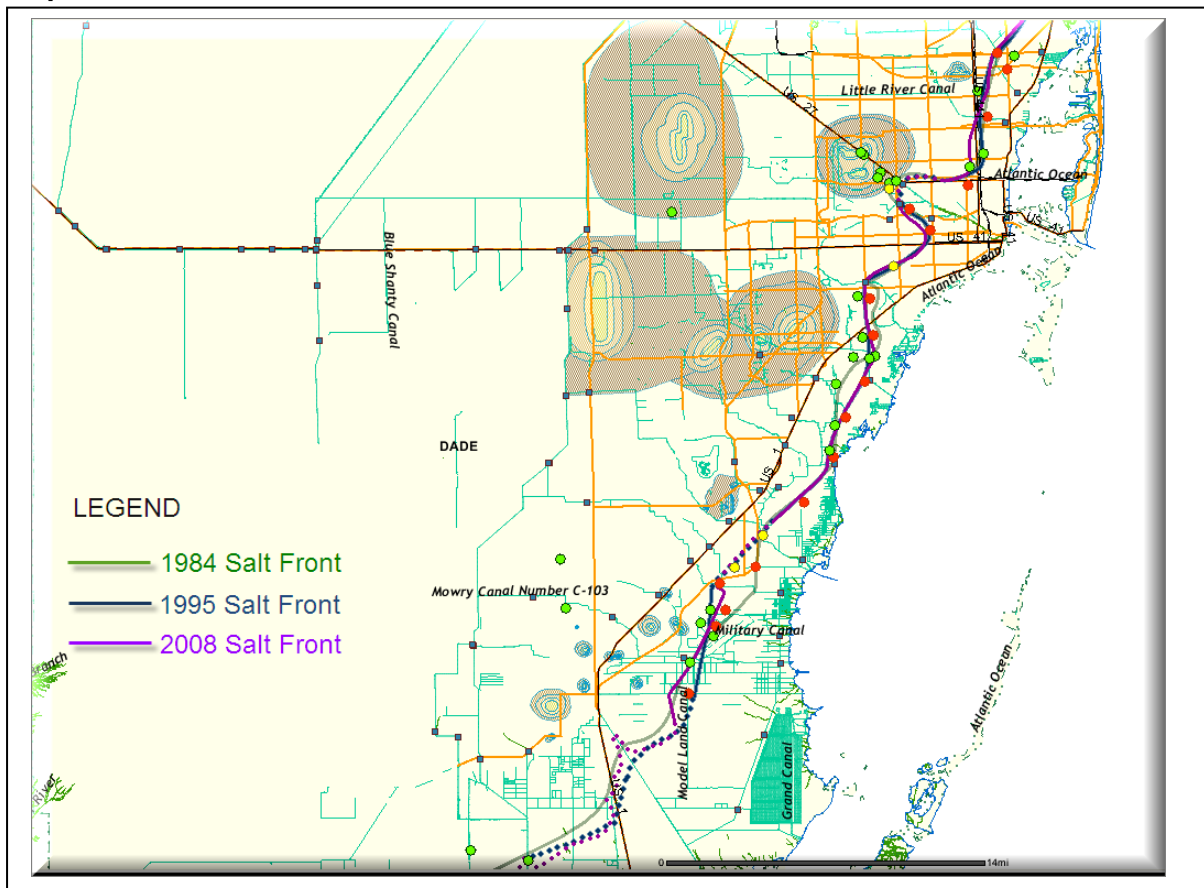 Little River Canal
US 27
Atlantic Ocean
US 41
US 41
Atlantic Ocean
Blue Shanty Canal
DADE
US 1
LEGEND
1984 Salt Front
1995 Salt Front
2008 Salt Front
Mowry Canal Number C-103
Military Canal
Branch
Atlantic Ocean
Model Land Canal
Grand Canal
River
0
14mi